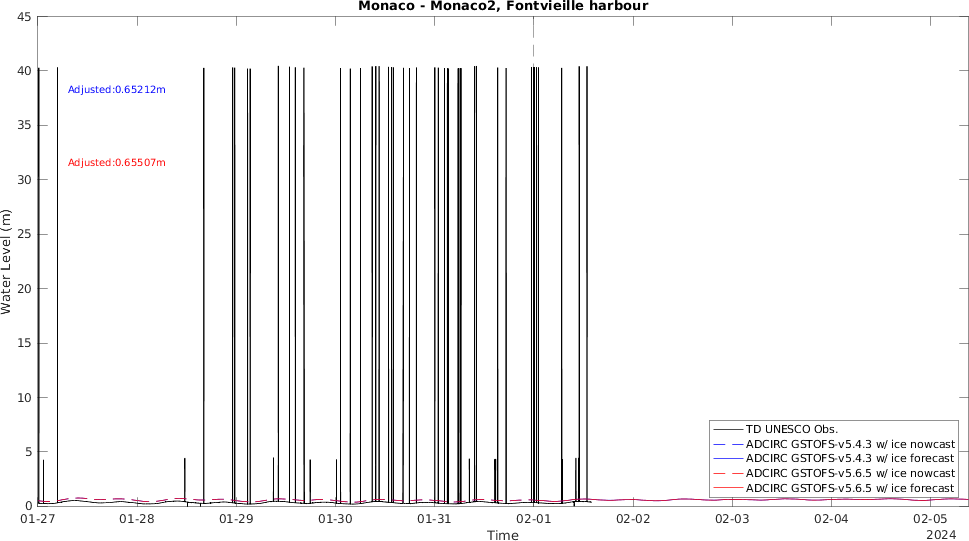 Monaco - Monaco2, Fontvieille harbour
45
40
35
30
25
20
15
10
5
0
Water Level (m)
Adjusted:0.65212m
Adjusted:0.65507m
TD UNESCO Obs.
ADCIRC GSTOFS-v5.4.3 w/ ice nowcast
ADCIRC GSTOFS-v5.4.3 w/ ice forecast
ADCIRC GSTOFS-v5.6.5 w/ ice nowcast
ADCIRC GSTOFS-v5.6.5 w/ ice forecast
01-27 01-28 01-29 01-30 01-31 02-01 02-02 02-03 02-04 02-05
Time
2024